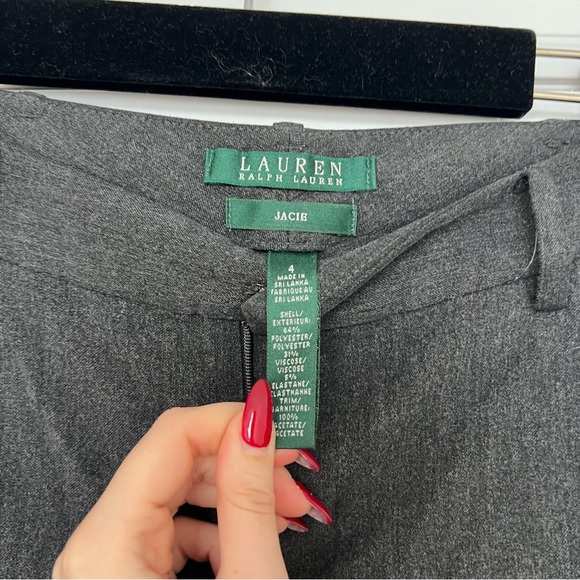 LAUREN
RALPH LAUREN
JACIE
4
MADE IN
SRI LANKA
FABRIQUE AU
SRI LANKA
SHELL/
EXTERIEUR:
64%
POLYESTER/
POLYESTER
31%
VISCOSE/
VISCOSE
5%
ELASTANE/
ELASTHANNE
TRIM/
GARNITURE:
100%
ACETATE/
ACETATE